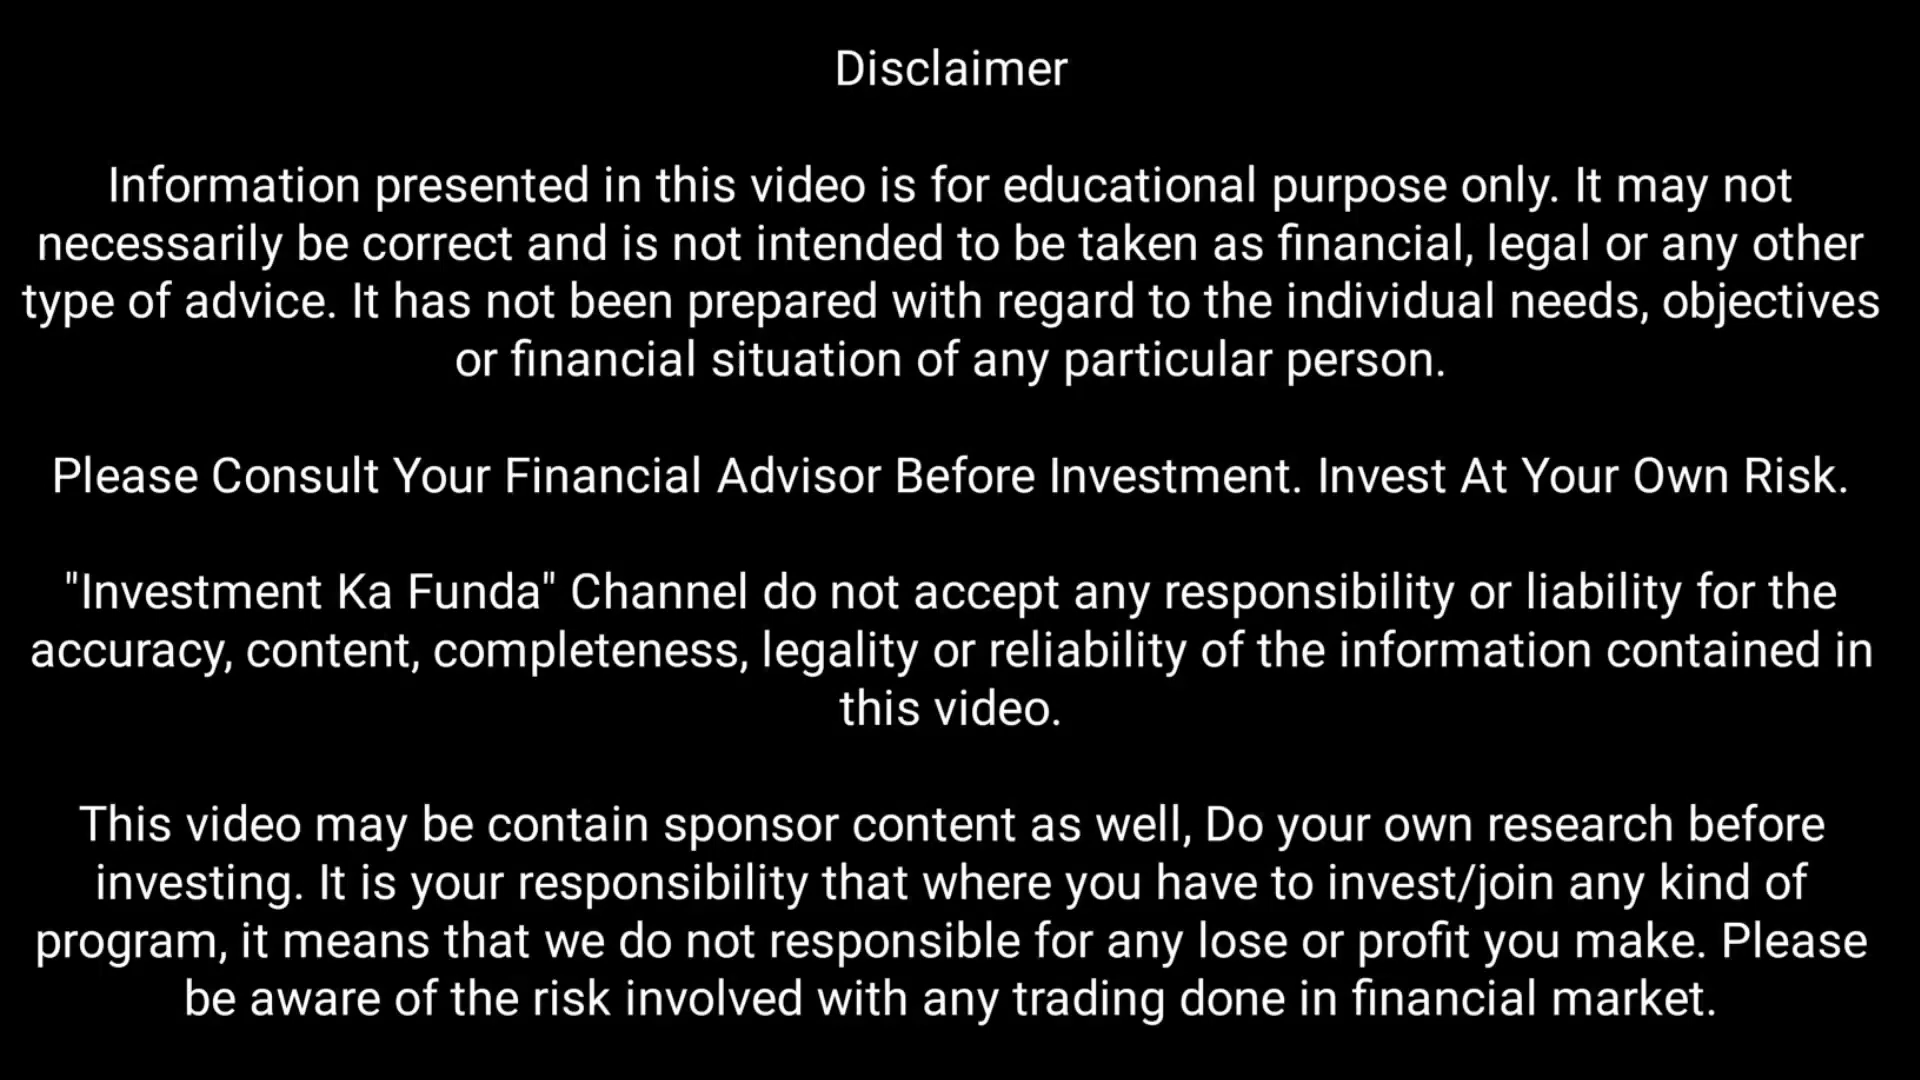 Disclaimer
Information presented in this video is for educational purpose only. It may not
necessarily be correct and is not intended to be taken as financial, legal or any other
type of advice. It has not been prepared with regard to the individual needs, objectives
or financial situation of any particular person.
Please Consult Your Financial Advisor Before Investment. Invest At Your Own Risk.
"Investment Ka Funda" Channel do not accept any responsibility or liability for the
accuracy, content, completeness, legality or reliability of the information contained in
this video.
This video may be contain sponsor content as well, Do your own research before
investing. It is your responsibility that where you have to invest/join any kind of
program, it means that we do not responsible for any lose or profit you make. Please
be aware of the risk involved with any trading done in financial market.